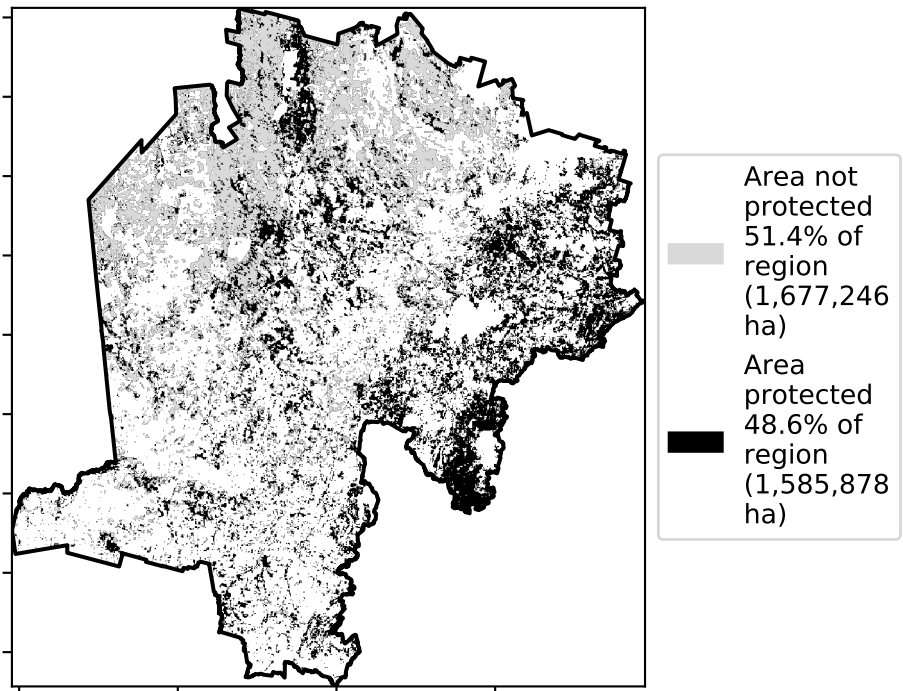 Area not
protected
51.4% of
region
(1,677,246
ha)
Area
protected
48.6% of
region
(1,585,878
ha)